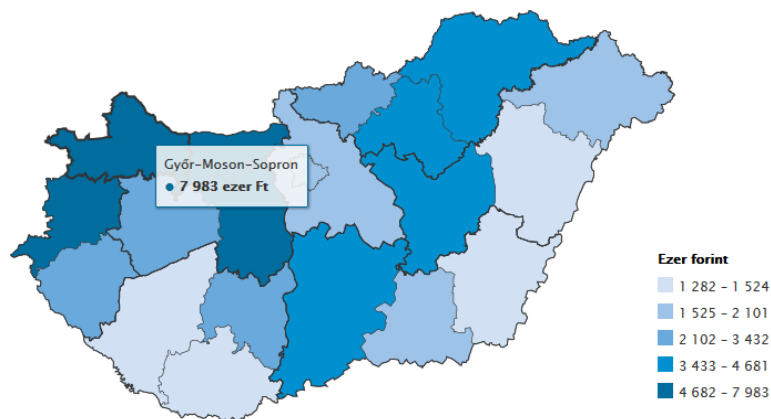 Győr–Moson–Sopron
● 7 983 ezer Ft
Ezer forint
1 282 – 1 524
1 525 – 2 101
2 102 – 3 432
3 433 – 4 681
4 682 – 7 983